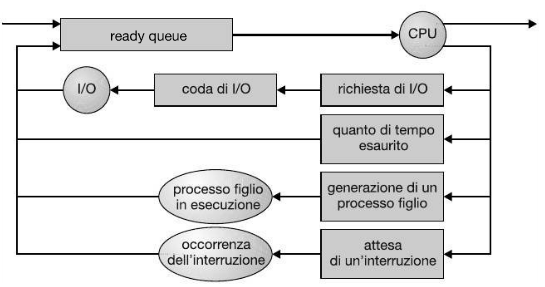 ready queue
CPU
I/O
coda di I/O
richiesta di I/O
quanto di tempo
esaurito
processo figlio
in esecuzione
generazione di un
processo figlio
occorrenza
dell'interruzione
attesa
di un'interruzione